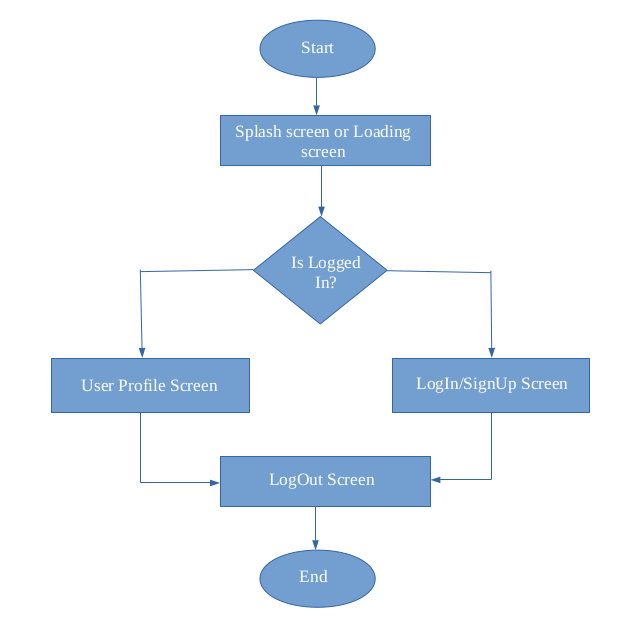 Start
Splash screen or Loading
screen
Is Logged
In?
User Profile Screen
LogIn/SignUp Screen
LogOut Screen
End